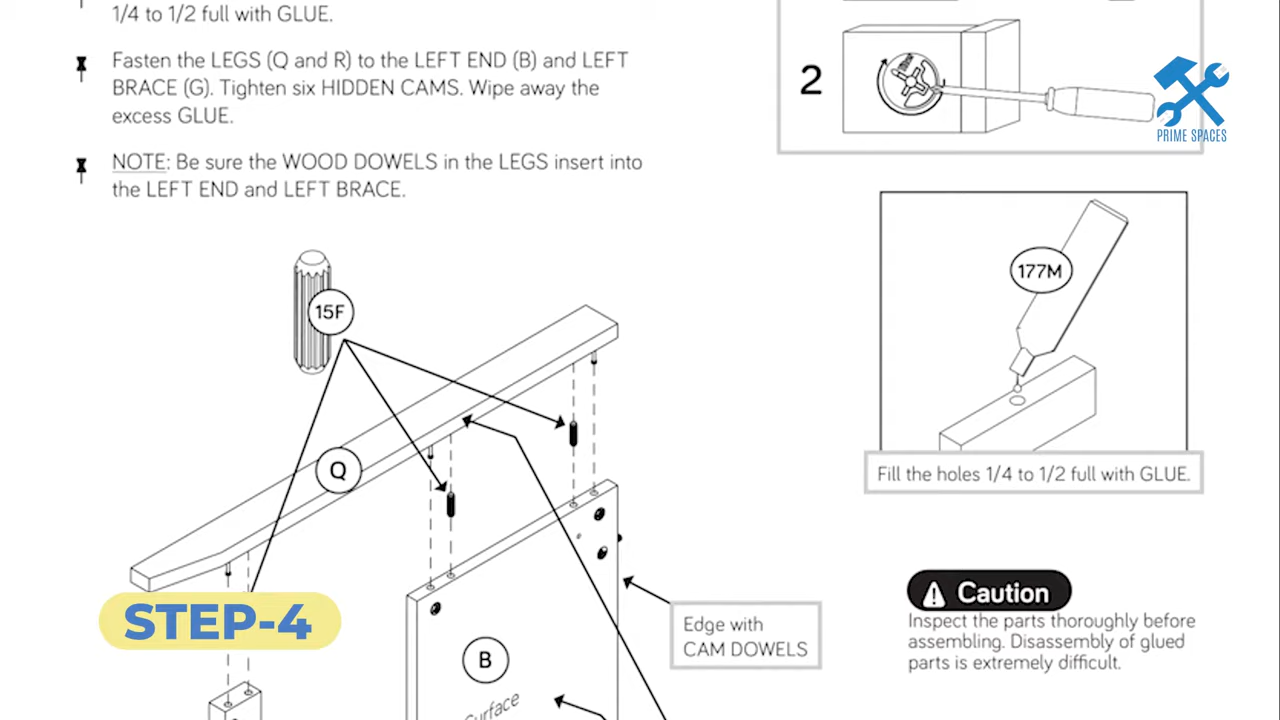 1/4 to 1/2 full with GLUE.
Fasten the LEGS (Q and R) to the LEFT END (B) and LEFT
BRACE (G). Tighten six HIDDEN CAMS. Wipe away the
excess GLUE.
NOTE: Be sure the WOOD DOWELS in the LEGS insert into
the LEFT END and LEFT BRACE.
2
PRIME SPACES
177M
Fill the holes 1/4 to 1/2 full with GLUE.
15F
Q
STEP-4
B
Surface
Edge with
CAM DOWELS
Caution
Inspect the parts thoroughly before
assembling. Disassembly of glued
parts is extremely difficult.